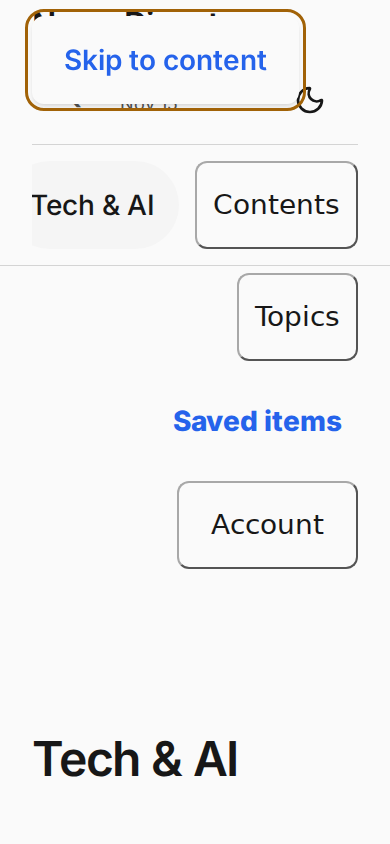 Skip to content
Tech & AI
Contents
Topics
Saved items
Account
Tech & AI